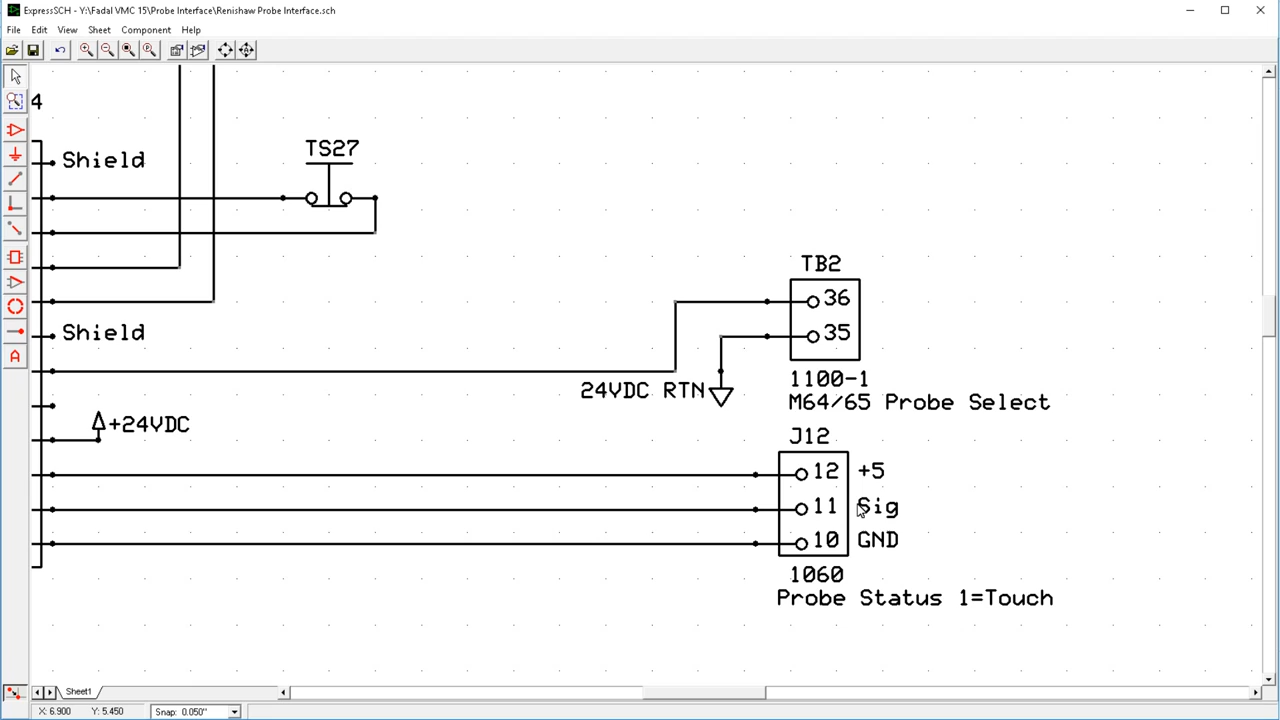 ExpressSCH - Y:\Fadal VMC 15\Probe Interface\Renishaw Probe Interface.sch
File Edit View Sheet Component Help
4
Shield
TS27
TB2
36
35
Shield
24VDC RTN
1100-1
M64/65 Probe Select
+24VDC
J12
12 +5
11 Sig
10 GND
1060
Probe Status 1=Touch
A
Sheet1
X: 6.900 Y: 5.450 Snap: 0.050"